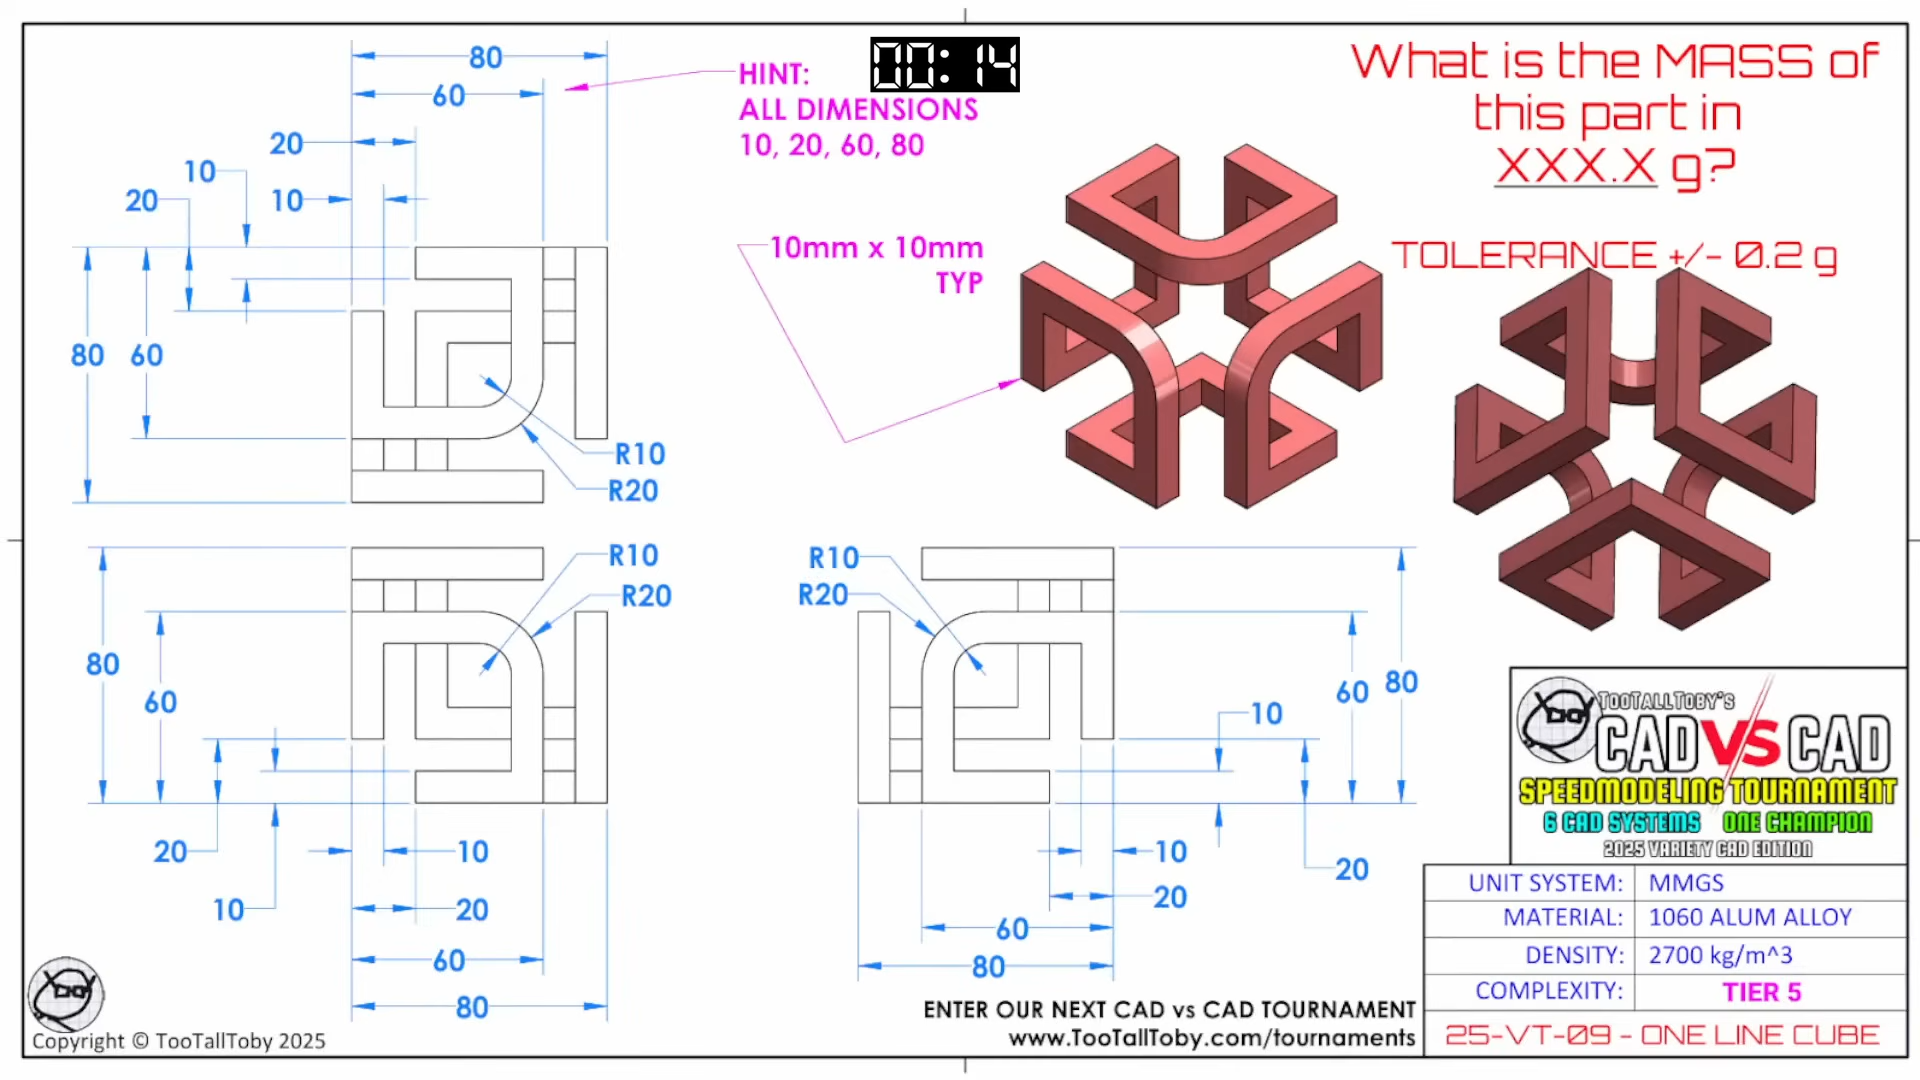 80
60
20
10
20
10
80
60
R10
R20
HINT:
ALL DIMENSIONS
10, 20, 60, 80
00:14
10mm x 10mm
TYP
What is the MASS of
this part in
XXX.X g?
TOLERANCE +/- 0.2 g
R10
R20
80
60
20
10
10
20
60
80
R10
R20
10
60
80
10
20
20
60
80
TOOTALLTOBY'S
CAD VS CAD
SPEEDMODELING TOURNAMENT
6 CAD SYSTEMS ONE CHAMPION
2025 VARIETY CAD EDITION
UNIT SYSTEM: MMGS
MATERIAL: 1060 ALUM ALLOY
DENSITY: 2700 kg/m^3
COMPLEXITY: TIER 5
25-VT-09 - ONE LINE CUBE
ENTER OUR NEXT CAD vs CAD TOURNAMENT
www.TooTallToby.com/tournaments
Copyright © TooTallToby 2025